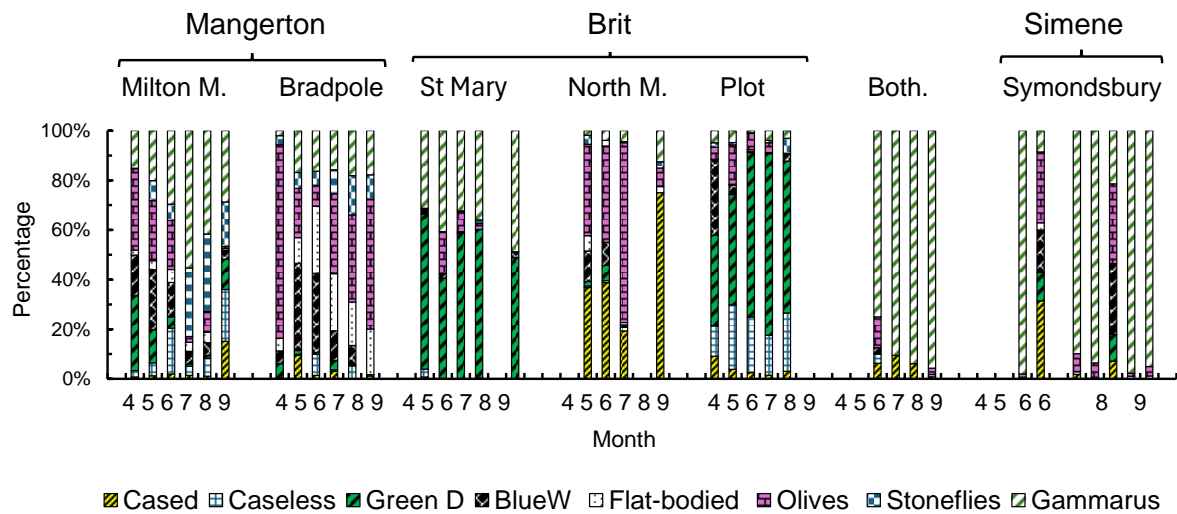 Mangerton Brit Simene
Milton M. Bradpole St Mary North M. Plot Both. Symondsbury
100%
80%
60%
40%
20%
0%
Percentage
4 5 6 7 8 9 4 5 6 7 8 9 4 5 6 7 8 9 4 5 6 7 8 9 4 5 6 7 8 9 4 5 6 7 8 9 4 5 6 6 8 9
Month
Cased Caseless Green D BlueW Flat-bodied Olives Stoneflies Gammarus